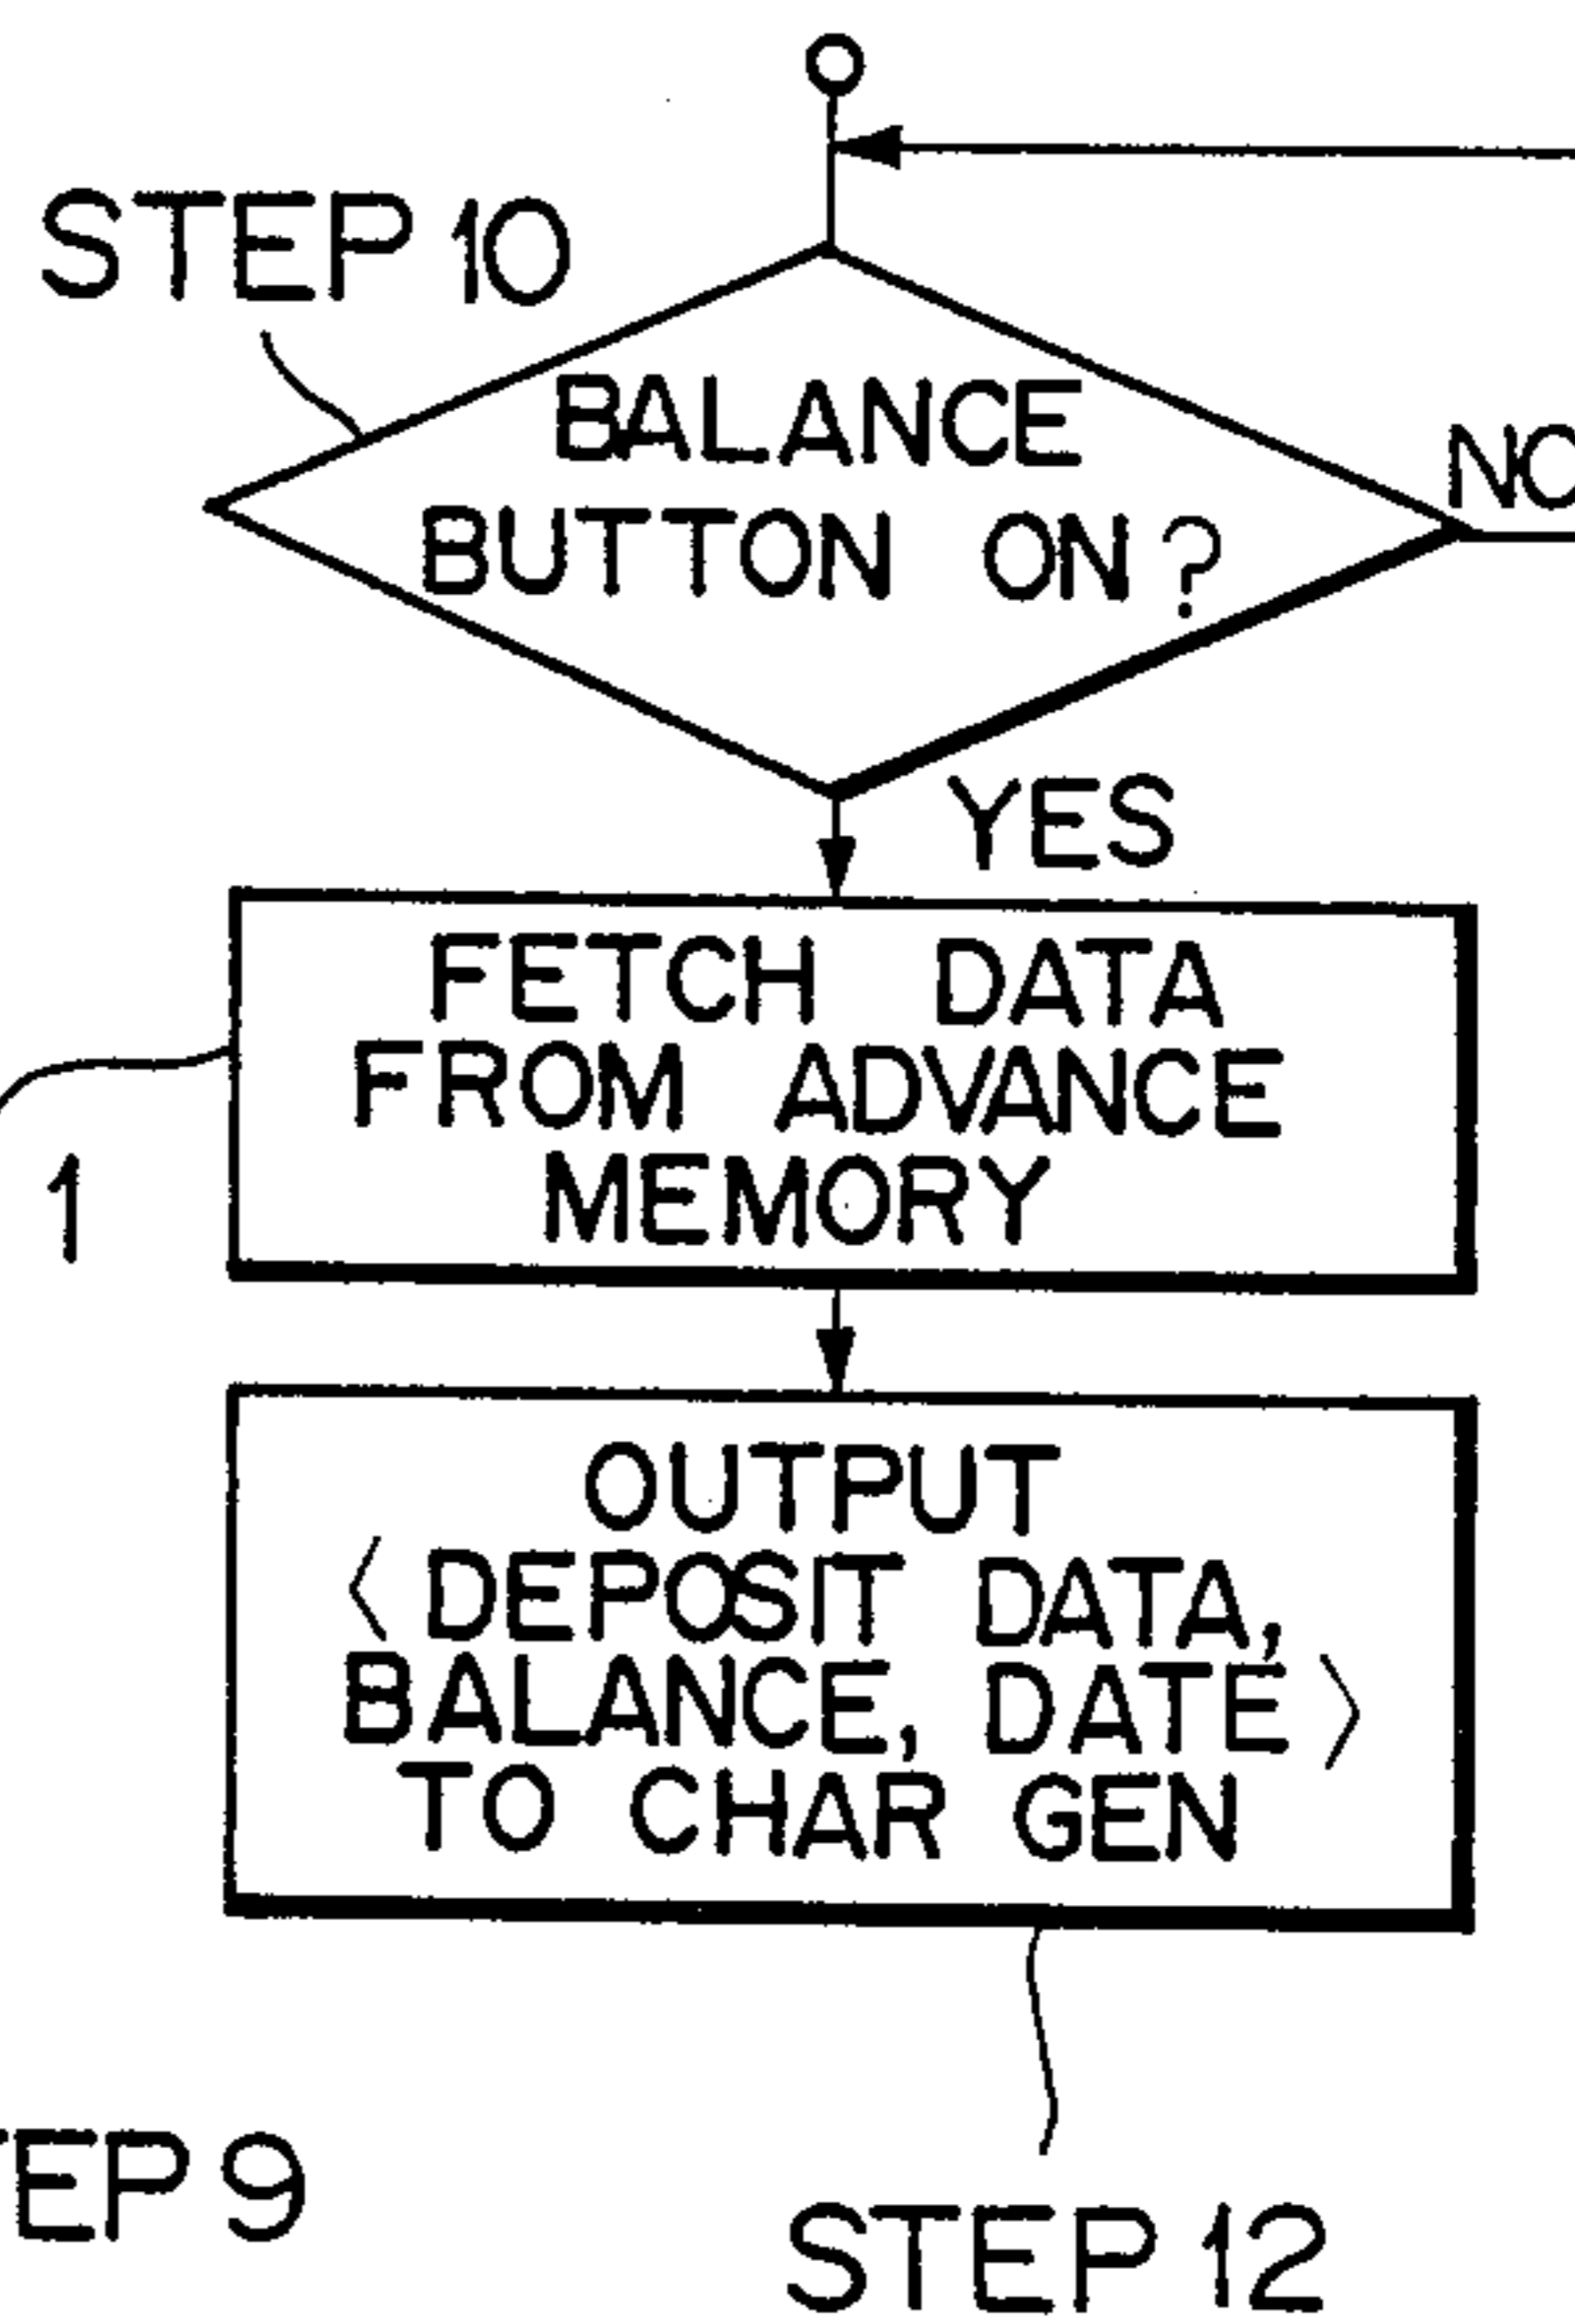 STEP 10
BALANCE
BUTTON ON?
NO
YES
FETCH DATA
FROM ADVANCE
MEMORY
1
OUTPUT
〈DEPOSIT DATA,
BALANCE, DATE〉
TO CHAR GEN
EP 9
STEP 12